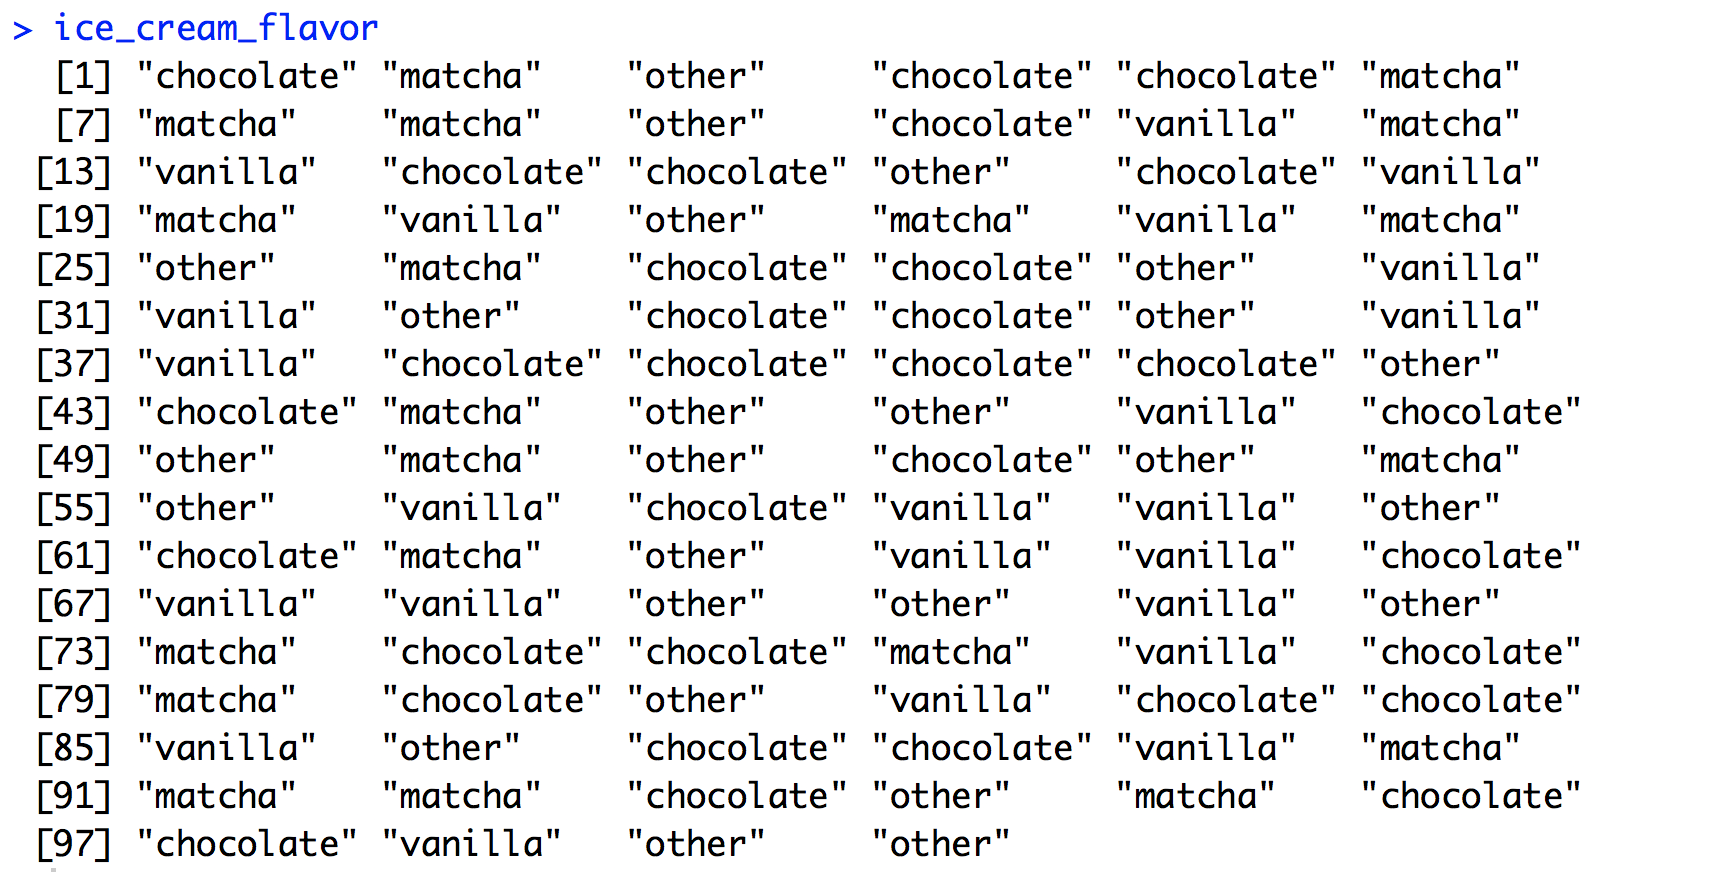 > ice_cream_flavor
[1] "chocolate" "matcha" "other" "chocolate" "chocolate" "matcha"
[7] "matcha" "matcha" "other" "chocolate" "vanilla" "matcha"
[13] "vanilla" "chocolate" "chocolate" "other" "chocolate" "vanilla"
[19] "matcha" "vanilla" "other" "matcha" "vanilla" "matcha"
[25] "other" "matcha" "chocolate" "chocolate" "other" "vanilla"
[31] "vanilla" "other" "chocolate" "chocolate" "other" "vanilla"
[37] "vanilla" "chocolate" "chocolate" "chocolate" "chocolate" "other"
[43] "chocolate" "matcha" "other" "other" "vanilla" "chocolate"
[49] "other" "matcha" "other" "chocolate" "other" "matcha"
[55] "other" "vanilla" "chocolate" "vanilla" "vanilla" "other"
[61] "chocolate" "matcha" "other" "vanilla" "vanilla" "chocolate"
[67] "vanilla" "vanilla" "other" "other" "vanilla" "other"
[73] "matcha" "chocolate" "chocolate" "matcha" "vanilla" "chocolate"
[79] "matcha" "chocolate" "other" "vanilla" "chocolate" "chocolate"
[85] "vanilla" "other" "chocolate" "chocolate" "vanilla" "matcha"
[91] "matcha" "matcha" "chocolate" "other" "matcha" "chocolate"
[97] "chocolate" "vanilla" "other" "other"